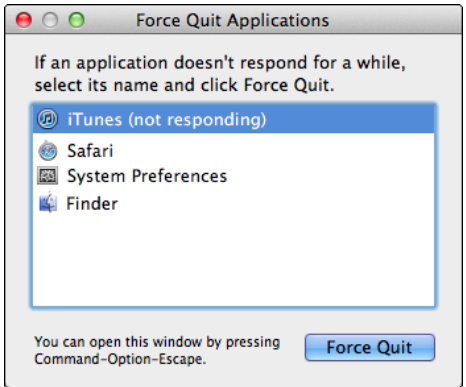 Force Quit Applications
If an application doesn't respond for a while,
select its name and click Force Quit.
iTunes (not responding)
Safari
System Preferences
Finder
You can open this window by pressing
Command-Option-Escape.
Force Quit